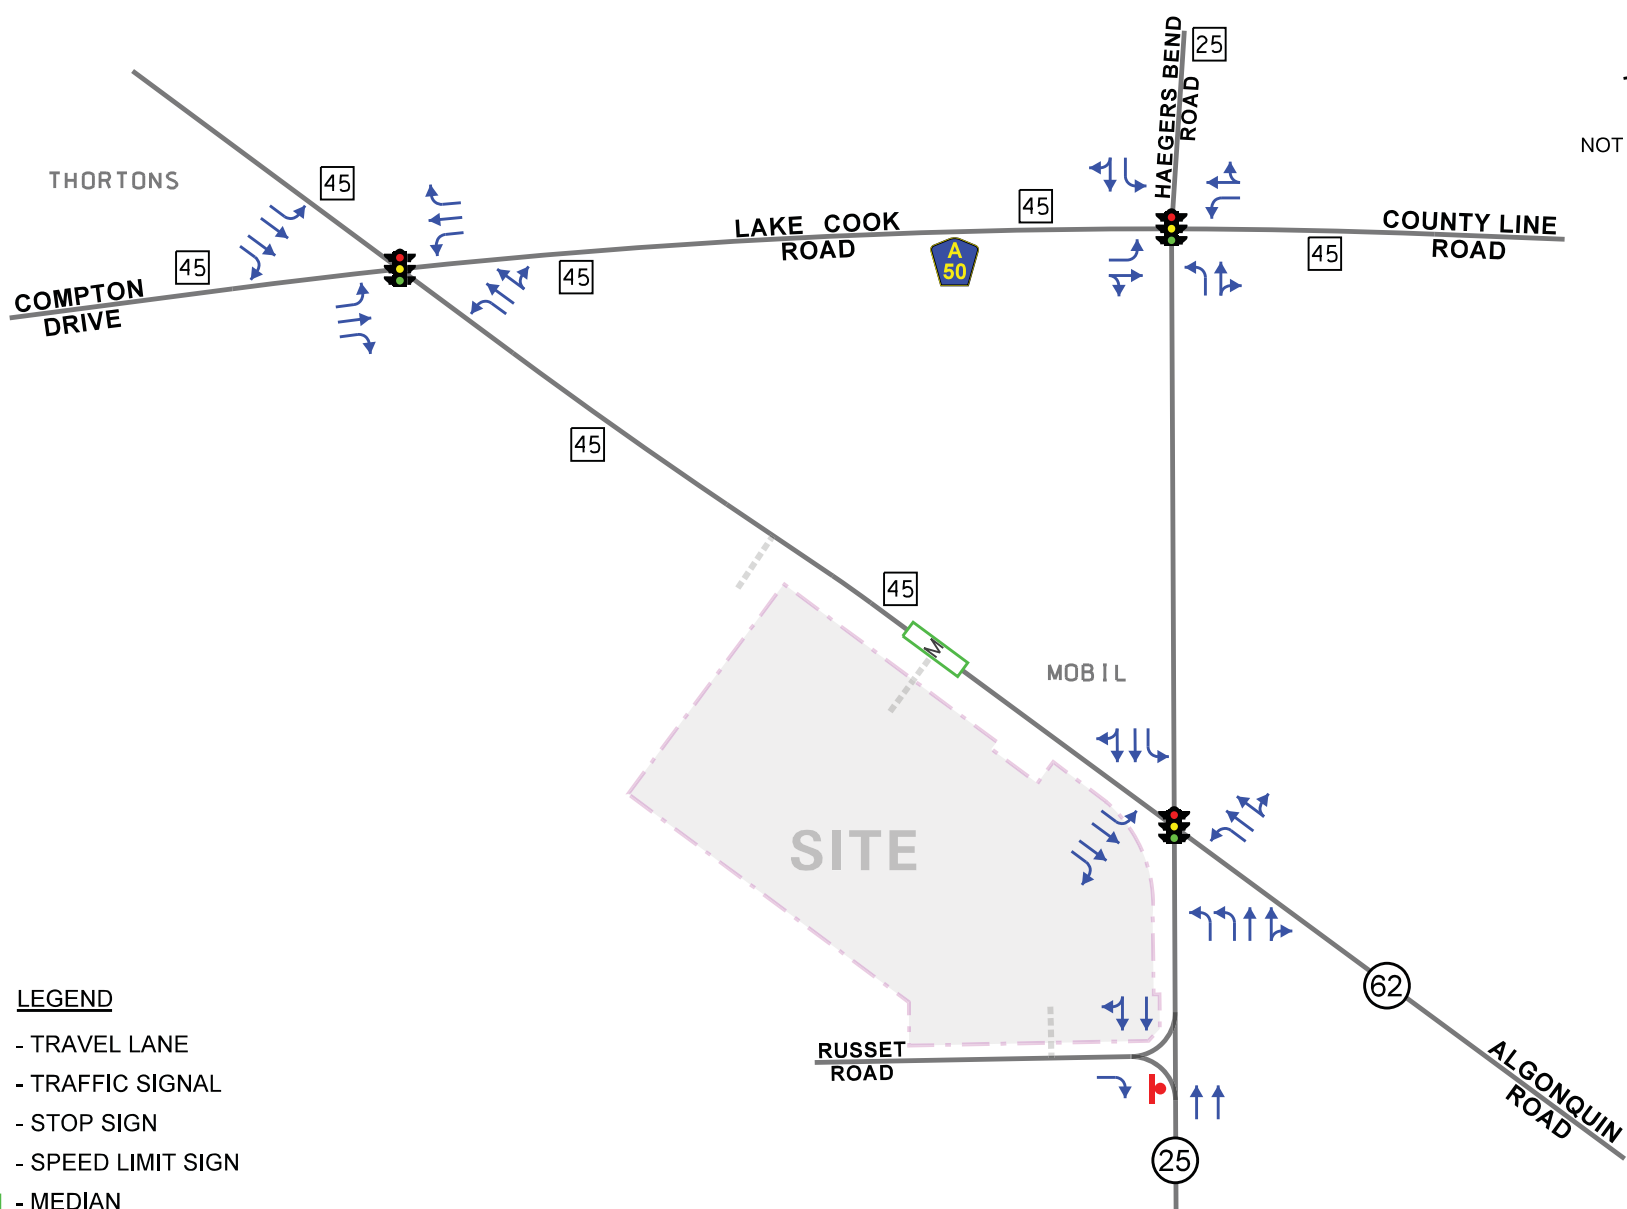 HAEGERS BEND
ROAD
25
NOT
THORTONS
45
45
COMPTON
DRIVE
45
LAKE COOK
ROAD
A
50
45
COUNTY LINE
ROAD
45
45
45
M
MOBIL
SITE
62
ALGONQUIN
ROAD
RUSSET
ROAD
25
LEGEND
- TRAVEL LANE
- TRAFFIC SIGNAL
- STOP SIGN
- SPEED LIMIT SIGN
- MEDIAN